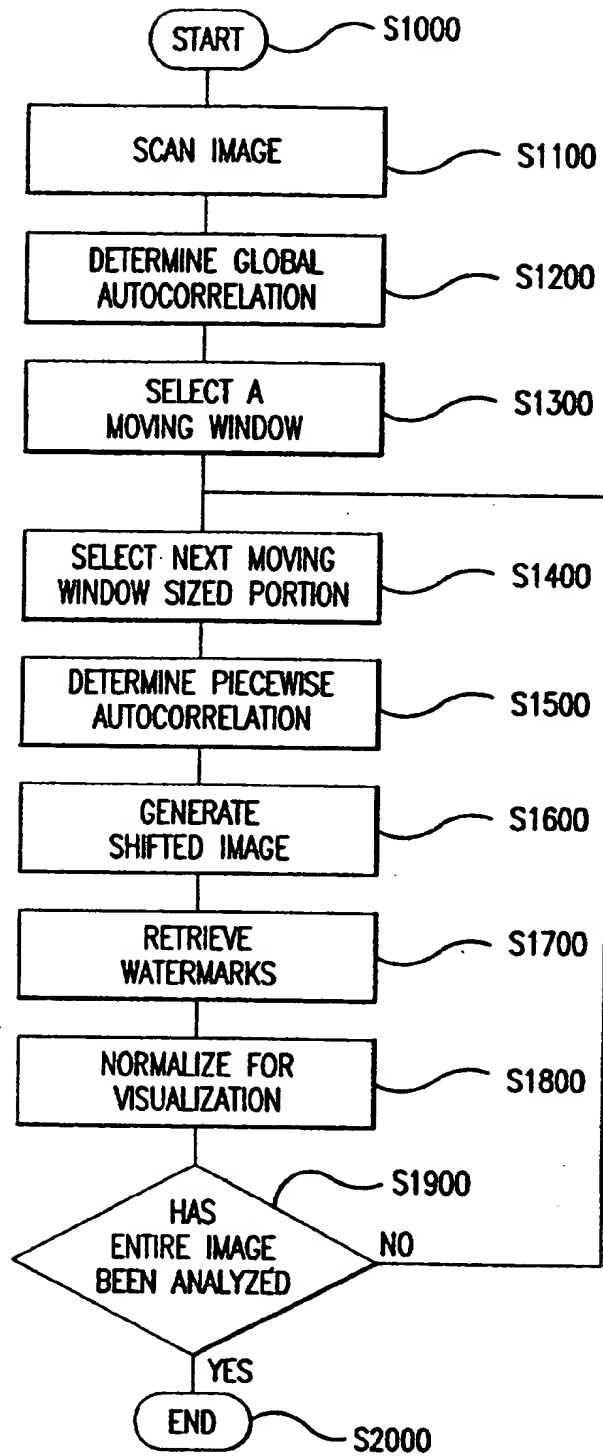 START S1000
SCAN IMAGE S1100
DETERMINE GLOBAL
AUTOCORRELATION S1200
SELECT A
MOVING WINDOW S1300
SELECT NEXT MOVING
WINDOW SIZED PORTION S1400
DETERMINE PIECEWISE
AUTOCORRELATION S1500
GENERATE
SHIFTED IMAGE S1600
RETRIEVE
WATERMARKS S1700
NORMALIZE FOR
VISUALIZATION S1800
S1900
HAS
ENTIRE IMAGE
BEEN ANALYZED
NO
YES
END S2000